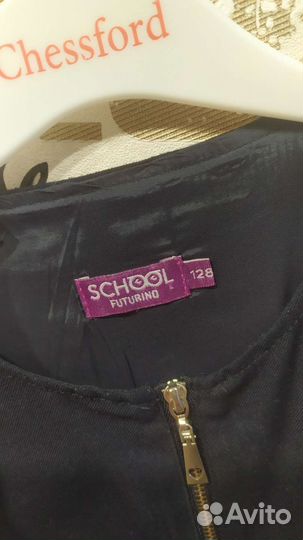 Chessford
SCHOOL
FUTURINO
128
Avito